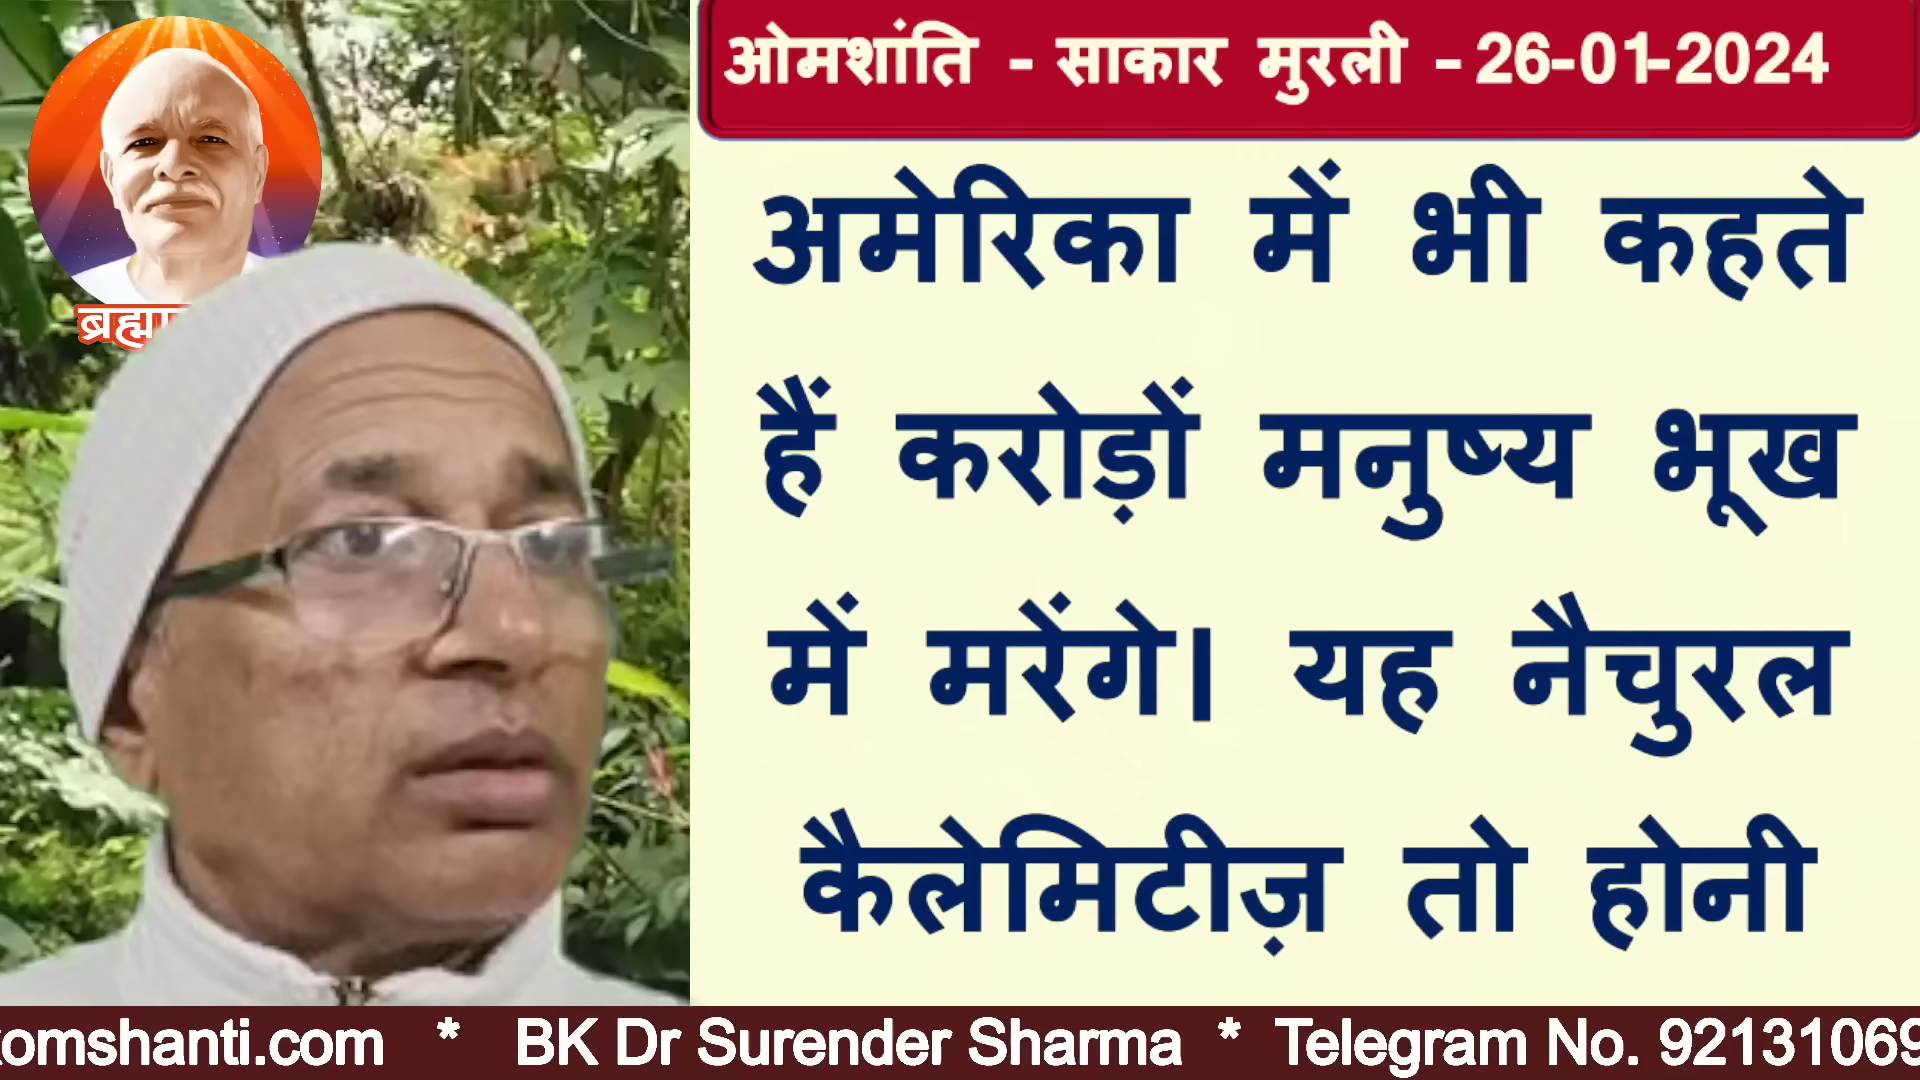 ओमशांति - साकार मुरली - 26-01-2024
अमेरिका में भी कहते
हैं करोड़ों मनुष्य भूख
में मरेंगे। यह नैचुरल
कैलेमिटीज़ तो होनी
omshanti.com * BK Dr Surender Sharma * Telegram No. 92131069